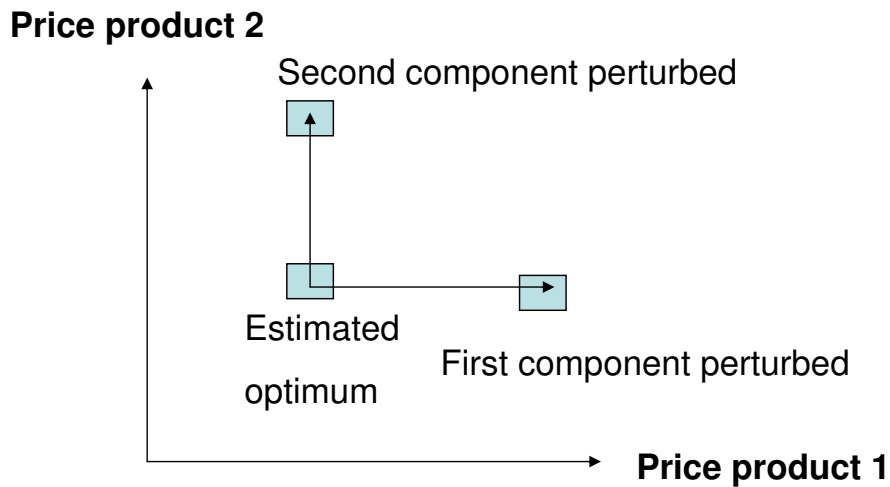 Price product 2
Second component perturbed
Estimated
optimum
First component perturbed
Price product 1